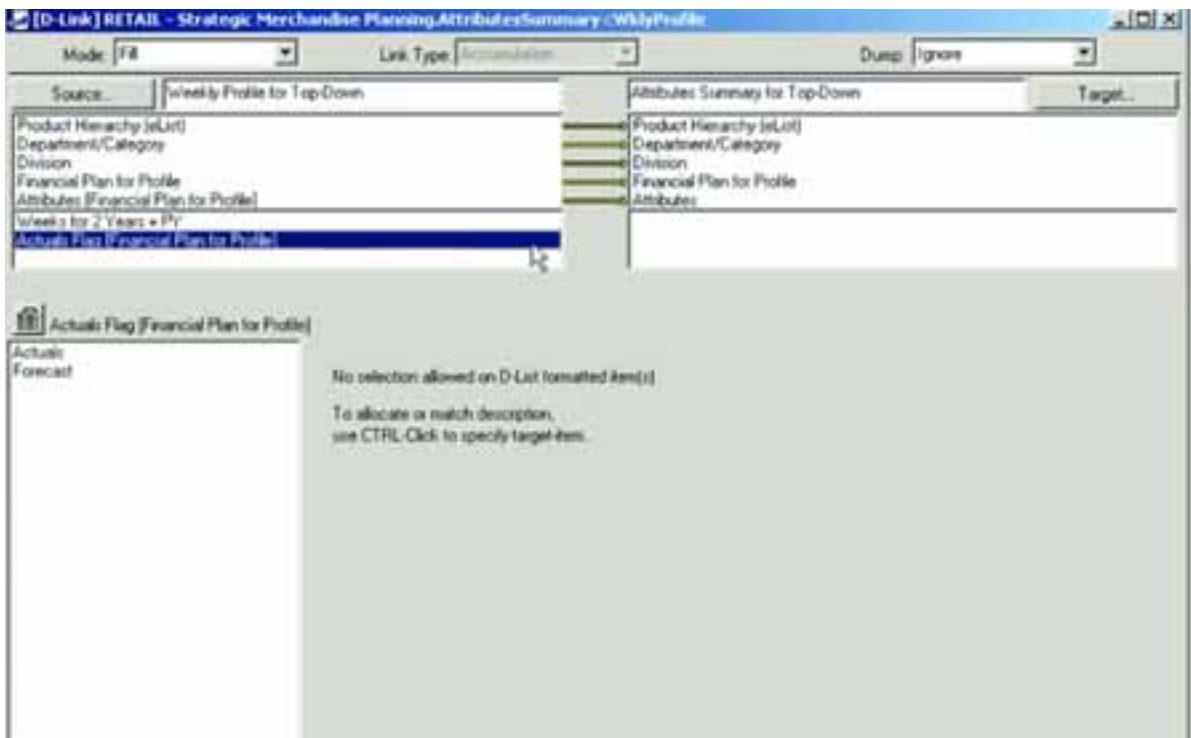 [D-Link] RETAIL - Strategic Merchandise Planning.AttributesSummary <WklyProfile
Mode: Fill Link Type: Accumulation Dump: Ignore
Source... Weekly Profile for Top-Down Attributes Summary for Top-Down Target...
Product Hierarchy (eList) Product Hierarchy (eList)
Department/Category Department/Category
Division Division
Financial Plan for Profile Financial Plan for Profile
Attributes [Financial Plan for Profile] Attributes
Weeks for 2 Years + PY
Actuals Flag [Financial Plan for Profile]
Actuals Flag [Financial Plan for Profile]
Actuals
Forecast
No selection allowed on D-List formatted item(s)
To allocate or match description,
use CTRL-Click to specify target-item.